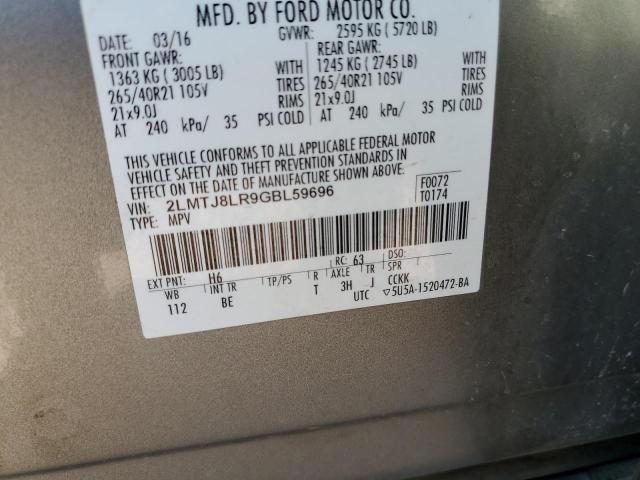 MFD. BY FORD MOTOR CO.
DATE: 03/16 GVWR: 2595 KG ( 5720 LB)
FRONT GAWR: REAR GAWR:
1363 KG ( 3005 LB) WITH 1245 KG ( 2745 LB) WITH
265/40R21 105V TIRES 265/40R21 105V TIRES
21x9.0J RIMS 21x9.0J RIMS
AT 240 kPa/ 35 PSI COLD AT 240 kPa/ 35 PSI COLD
THIS VEHICLE CONFORMS TO ALL APPLICABLE FEDERAL MOTOR
VEHICLE SAFETY AND THEFT PREVENTION STANDARDS IN
EFFECT ON THE DATE OF MANUFACTURE SHOWN ABOVE.
VIN: 2LMTJ8LR9GBL59696 F0072
TYPE: MPV T0174
EXT PNT: H6 RC: 63 DSO:
WB INT TR TP/PS R AXLE TR SPR
112 BE T 3H J CCKK
UTC ▽5U5A-1520472-BA